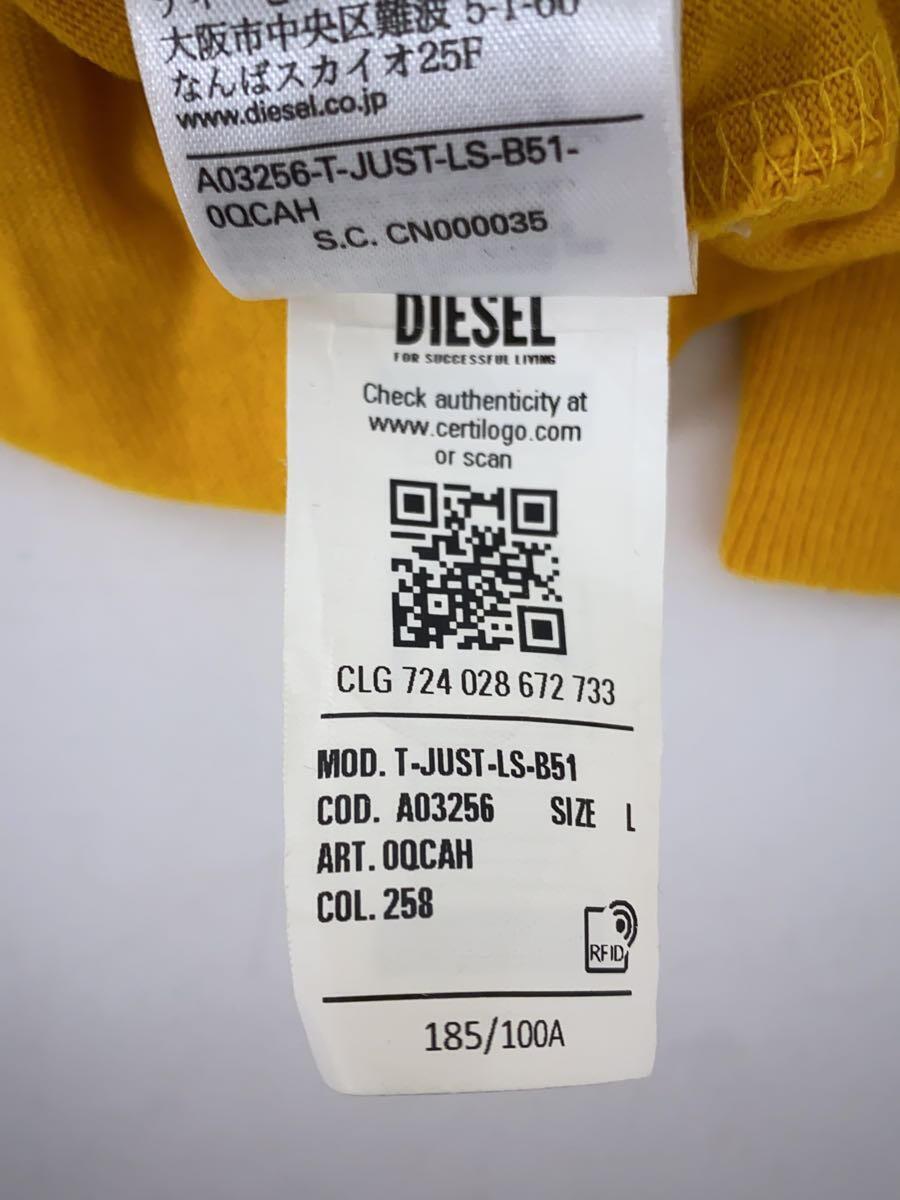 大阪市中央区難波 5-1-60
なんばスカイオ25F
www.diesel.co.jp
A03256-T-JUST-LS-B51-
0QCAH
S.C. CN000035
DIESEL
FOR SUCCESSFUL LIVING
Check authenticity at
www.certilogo.com
or scan
CLG 724 028 672 733
MOD. T-JUST-LS-B51
COD. A03256 SIZE L
ART. 0QCAH
COL. 258
RFID
185/100A